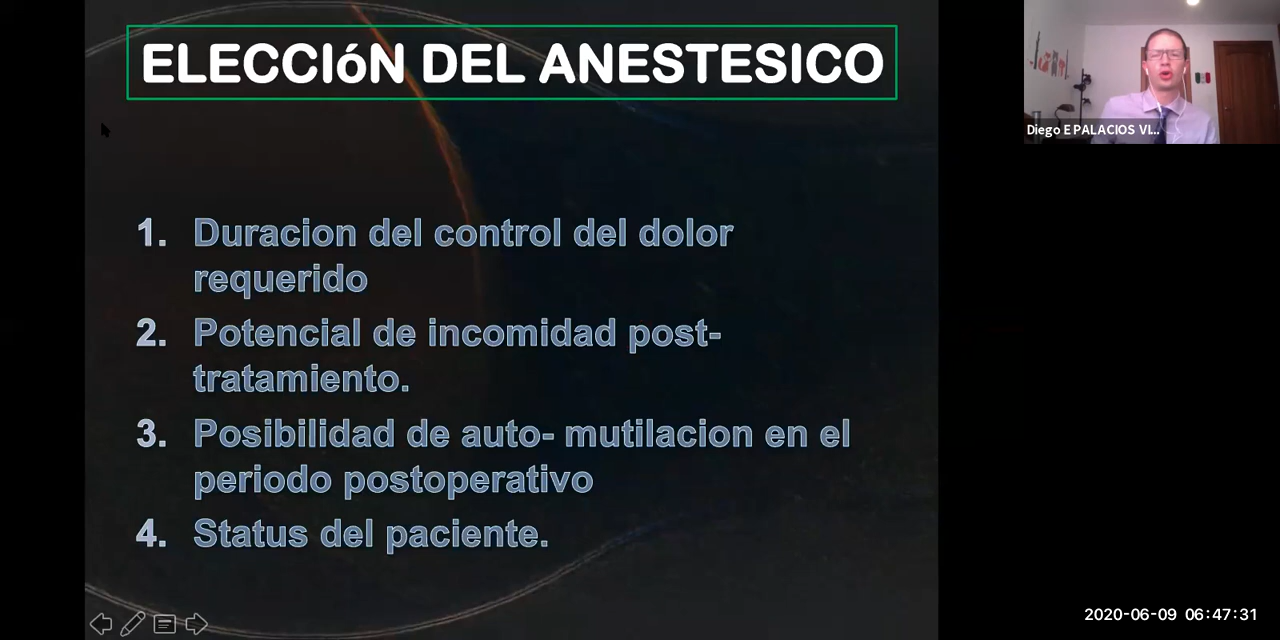 ELECCIóN DEL ANESTESICO
1. Duracion del control del dolor
requerido
2. Potencial de incomidad post-
tratamiento.
3. Posibilidad de auto- mutilacion en el
periodo postoperativo
4. Status del paciente.
Diego E PALACIOS VI...
2020-06-09 06:47:31